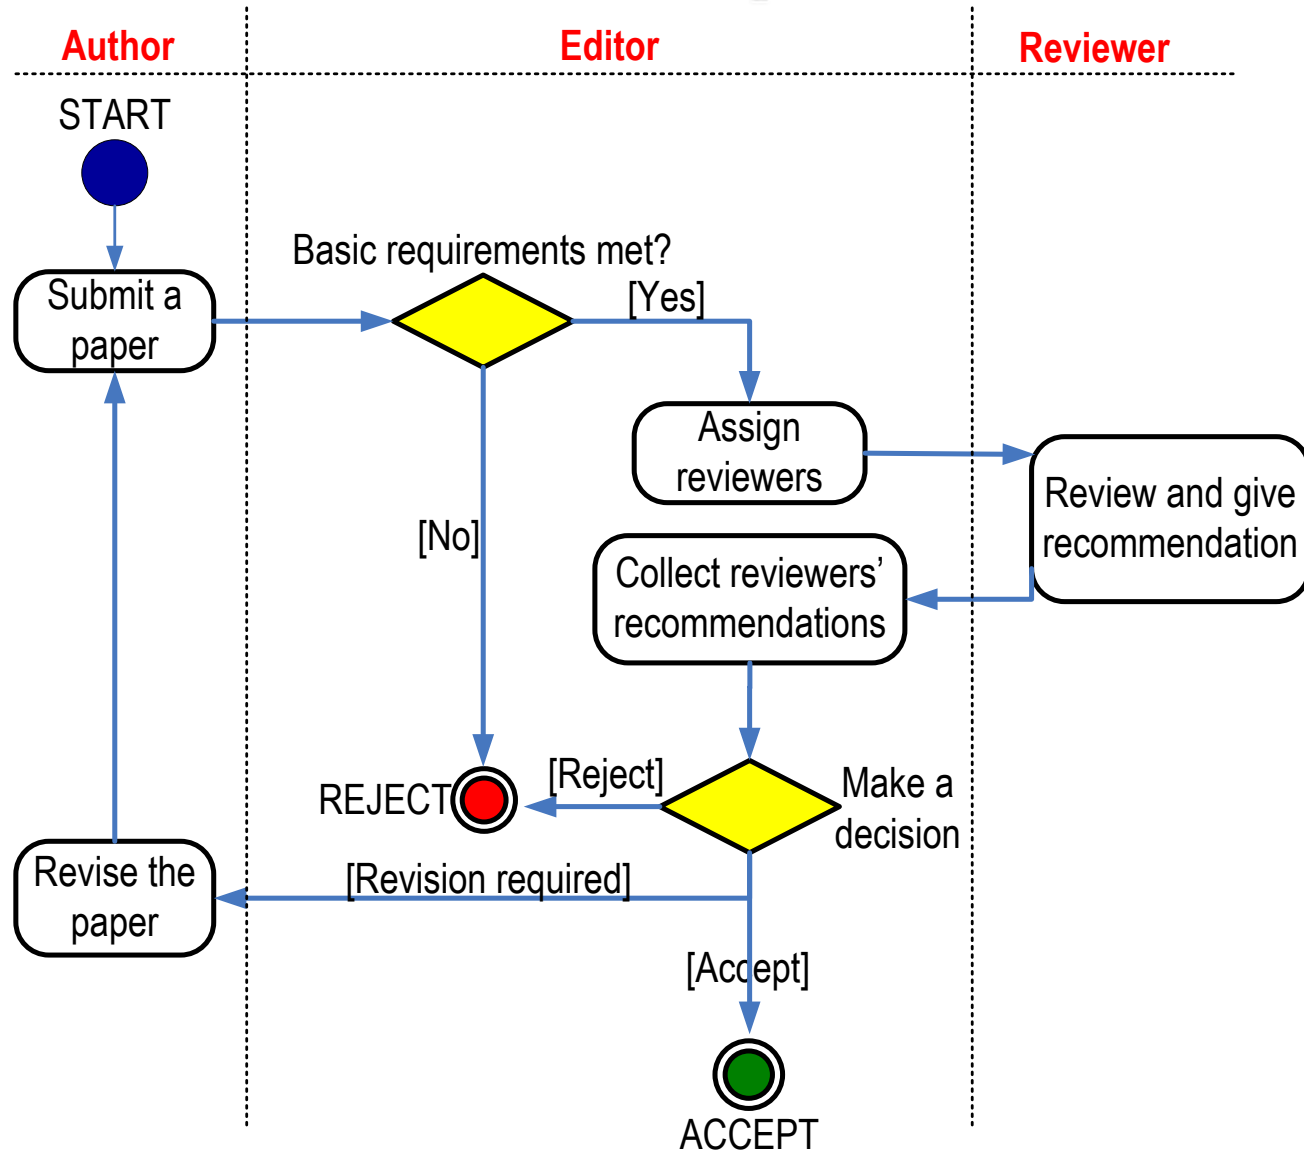 Author
Editor
Reviewer
START
Basic requirements met?
Submit a
paper
[Yes]
Assign
reviewers
Review and give
recommendation
[No]
Collect reviewers’
recommendations
REJECT
[Reject]
Make a
decision
Revise the
paper
[Revision required]
[Accept]
ACCEPT